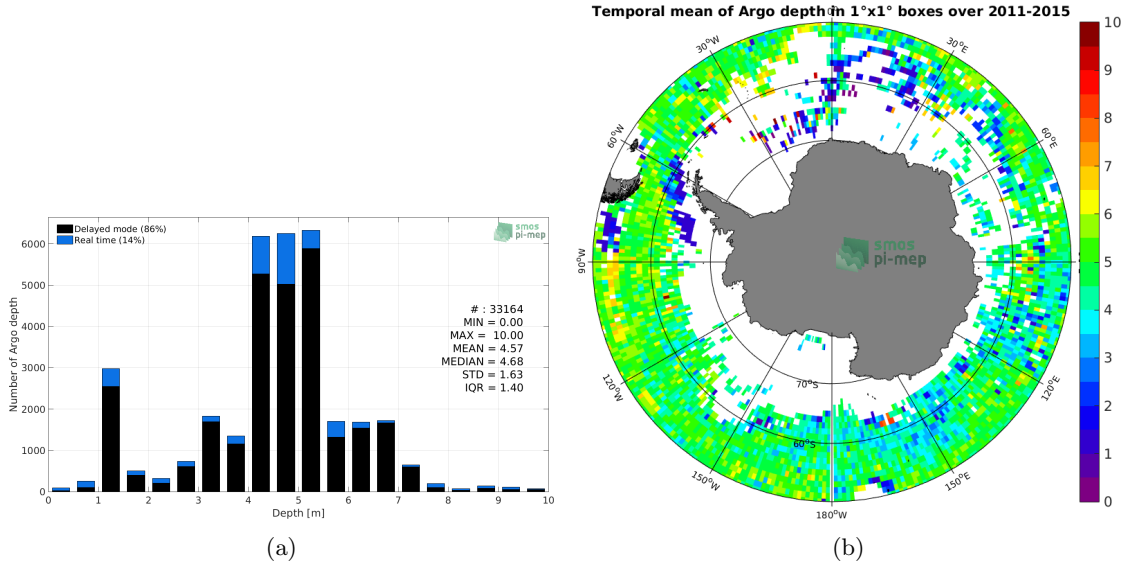 Temporal mean of Argo depth in 1°x1° boxes over 2011-2015
Delayed mode (86%)
Real time (14%)
smos
pi-mep
# : 33164
MIN = 0.00
MAX = 10.00
MEAN = 4.57
MEDIAN = 4.68
STD = 1.63
IQR = 1.40
Number of Argo depth
6000
5000
4000
3000
2000
1000
0
0 1 2 3 4 5 6 7 8 9 10
Depth [m]
(a)
30°W
30°E
60°W
60°E
90°W
120°W
120°E
150°W
150°E
180°W
70°S
60°S
smos
pi-mep
10
9
8
7
6
5
4
3
2
1
0
(b)